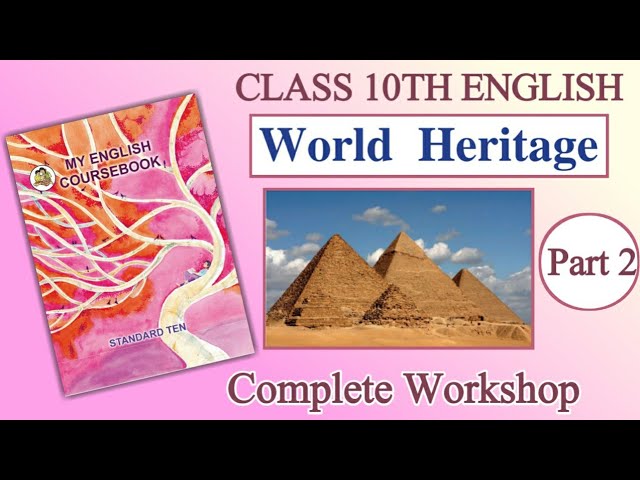 CLASS 10TH ENGLISH
World Heritage
MY ENGLISH
COURSEBOOK
STANDARD TEN
Part 2
Complete Workshop